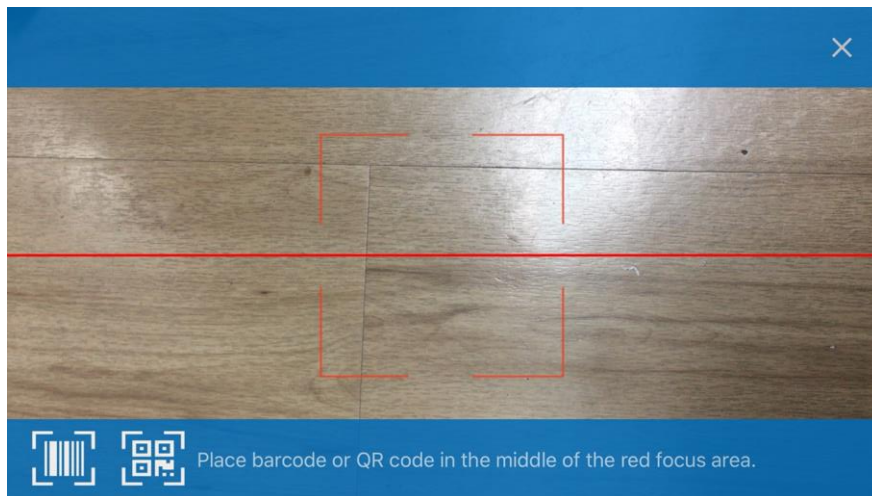 Place barcode or QR code in the middle of the red focus area.